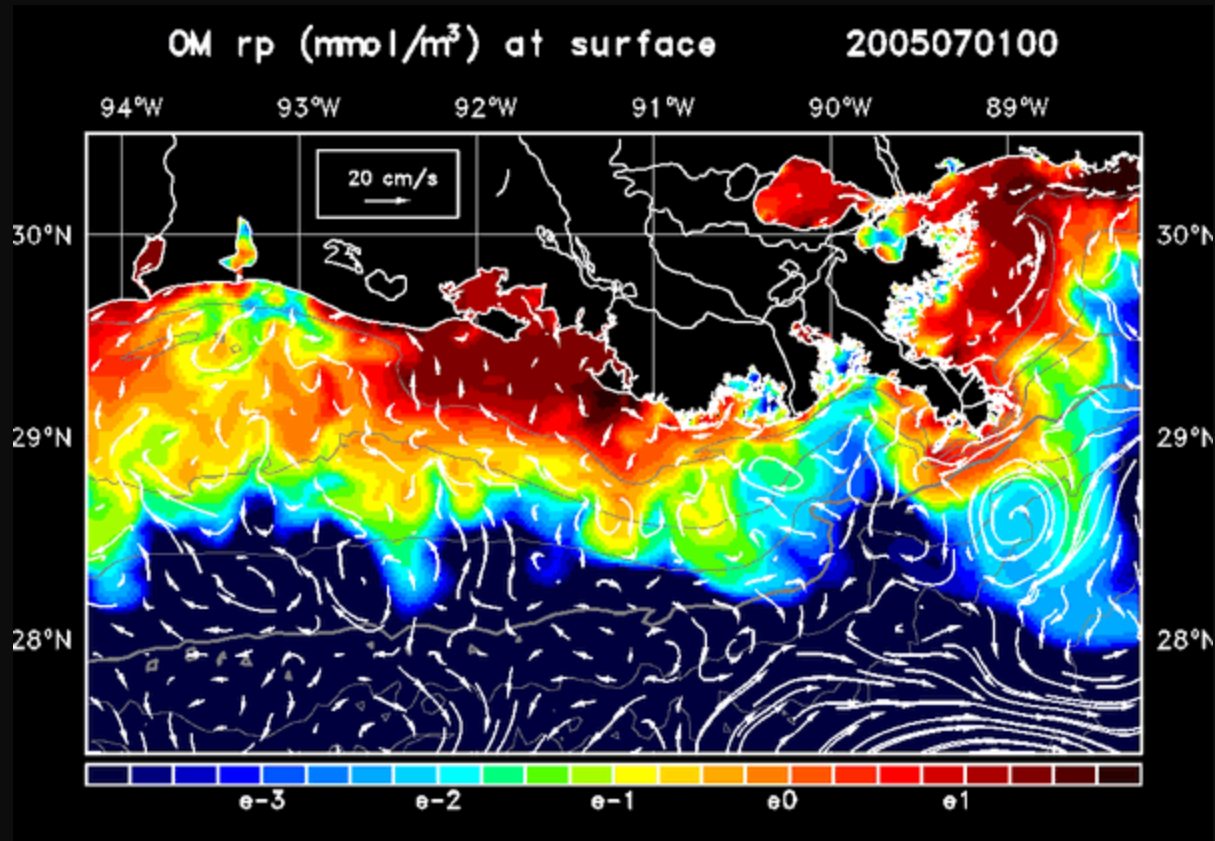 OM rp (mmol/m³) at surface 2005070100
94°W 93°W 92°W 91°W 90°W 89°W
20 cm/s
30°N 30°N
29°N 29°N
28°N 28°N
e-3 e-2 e-1 e0 e1